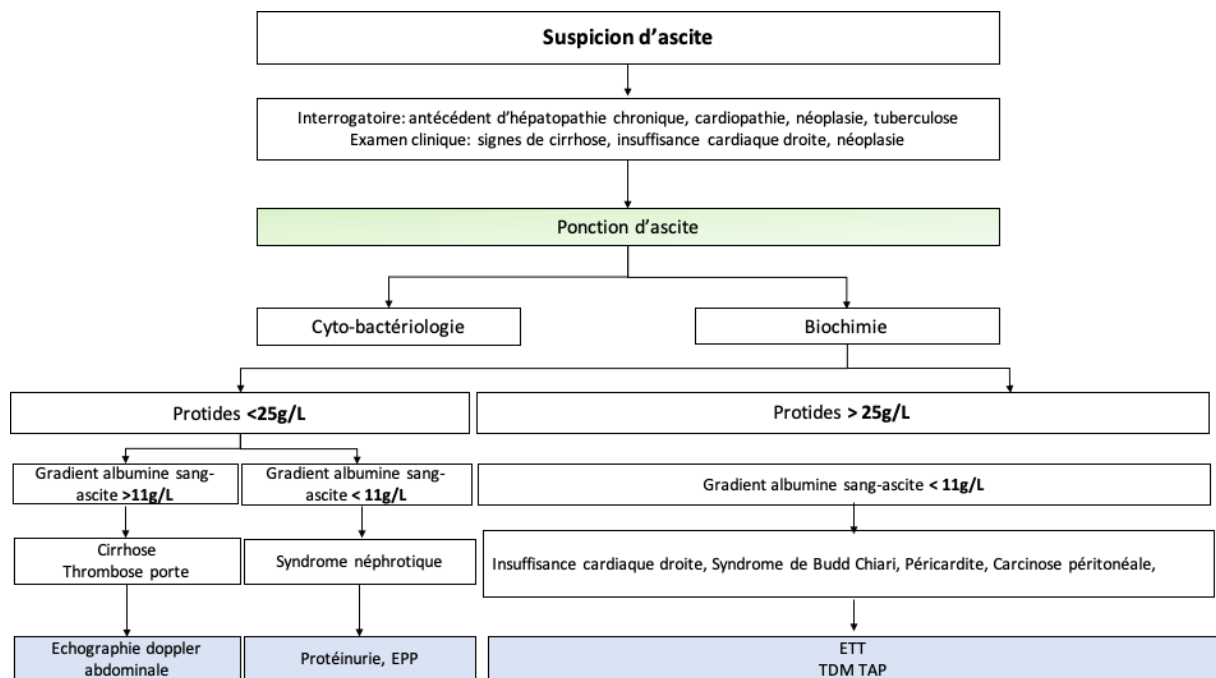 Suspicion d'ascite
Interrogatoire: antécédent d'hépatopathie chronique, cardiopathie, néoplasie, tuberculose
Examen clinique: signes de cirrhose, insuffisance cardiaque droite, néoplasie
Ponction d'ascite
Cyto-bactériologie
Biochimie
Protides <25g/L
Protides > 25g/L
Gradient albumine sang-
ascite >11g/L
Gradient albumine sang-
ascite < 11g/L
Gradient albumine sang-ascite < 11g/L
Cirrhose
Thrombose porte
Syndrome néphrotique
Insuffisance cardiaque droite, Syndrome de Budd Chiari, Péricardite, Carcinose péritonéale,
Echographie doppler
abdominale
Protéinurie, EPP
ETT
TDM TAP